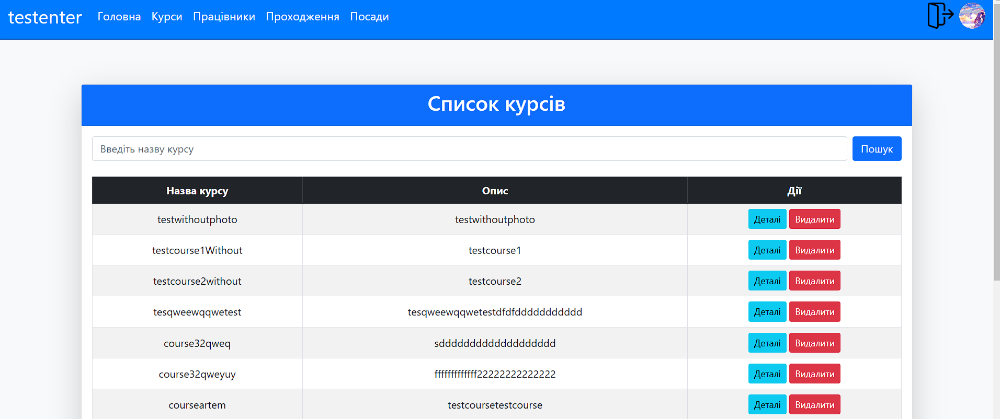 testenter Головна Курси Працівники Проходження Посади
Список курсів
Введіть назву курсу Пошук
Назва курсу Опис Дії
testwithoutphoto testwithoutphoto Деталі Видалити
testcourse1Without testcourse1 Деталі Видалити
testcourse2without testcourse2 Деталі Видалити
tesqweewqqwetest tesqweewqqwetestdfdfddddddddddd Деталі Видалити
course32qweq sddddddddddddddddddd Деталі Видалити
course32qweyuy fffffffffffff22222222222222 Деталі Видалити
courseartem testcoursetestcourse Деталі Видалити